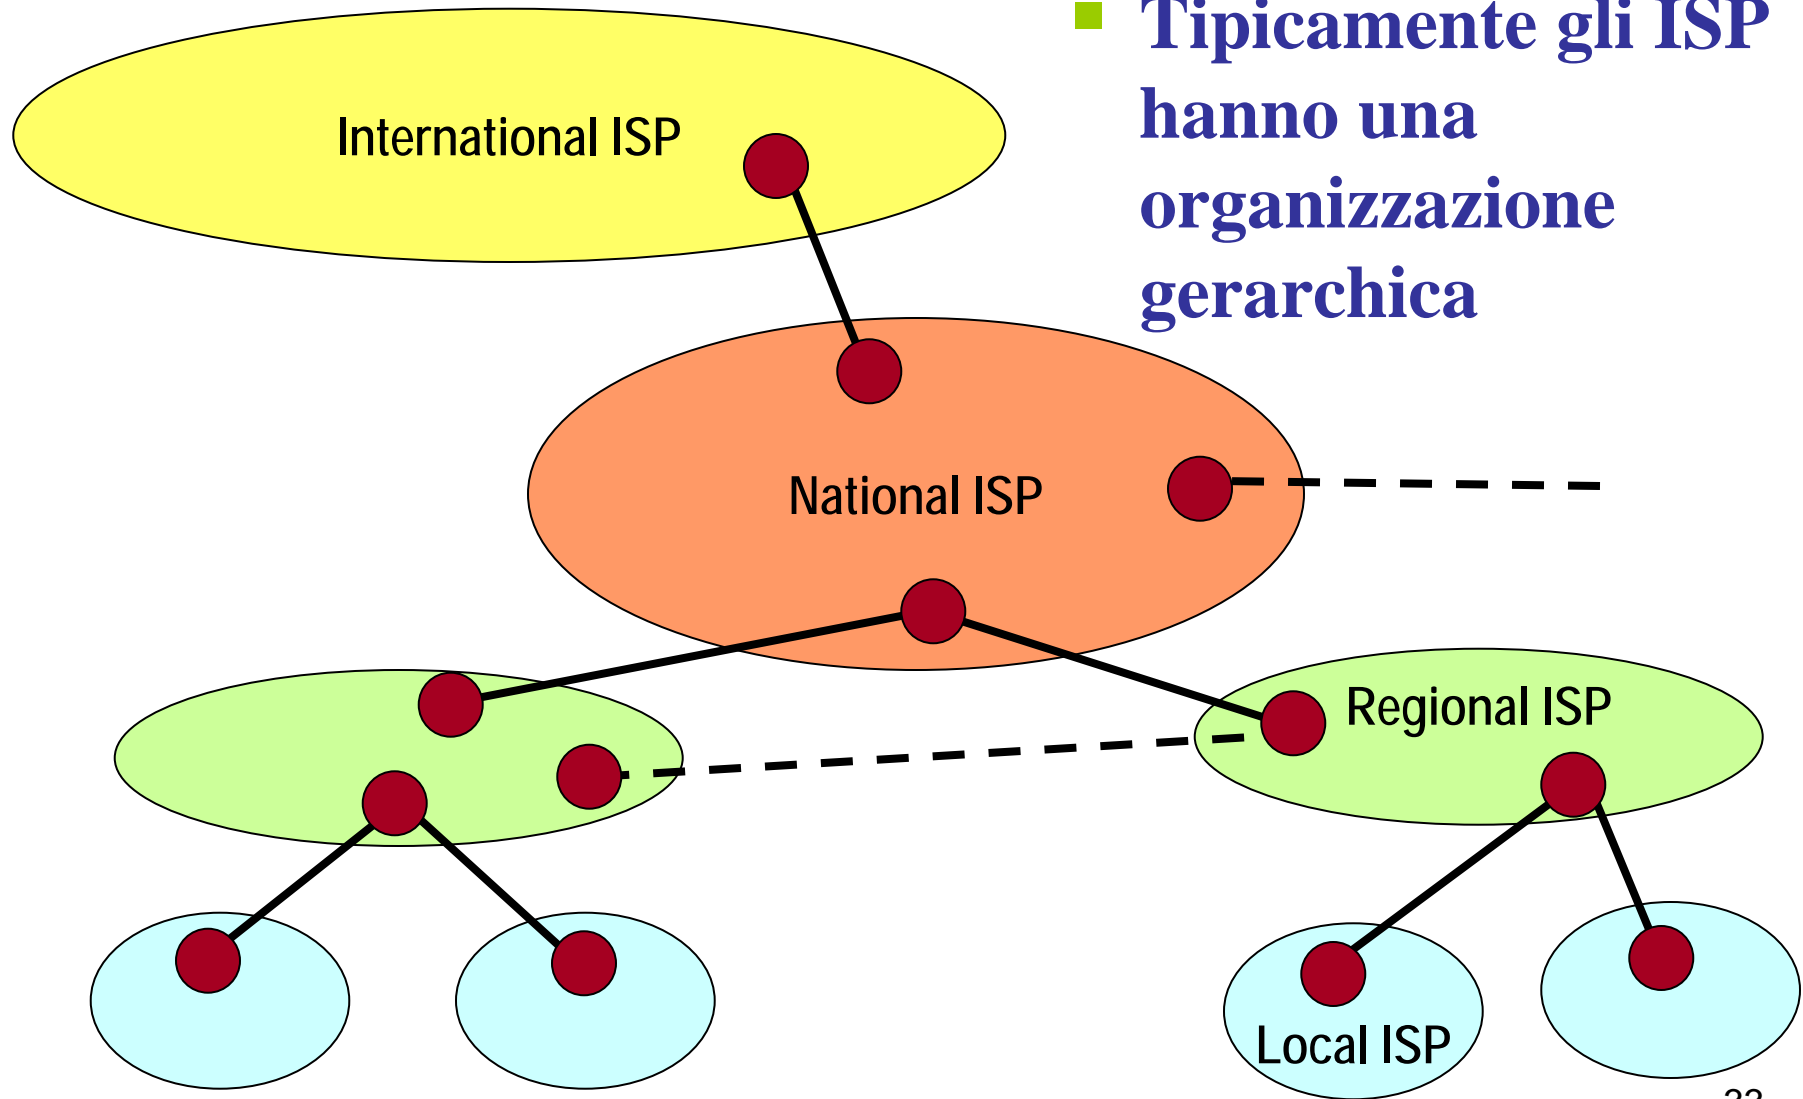 Tipicamente gli ISP
hanno una
organizzazione
gerarchica
International ISP
National ISP
Regional ISP
Local ISP